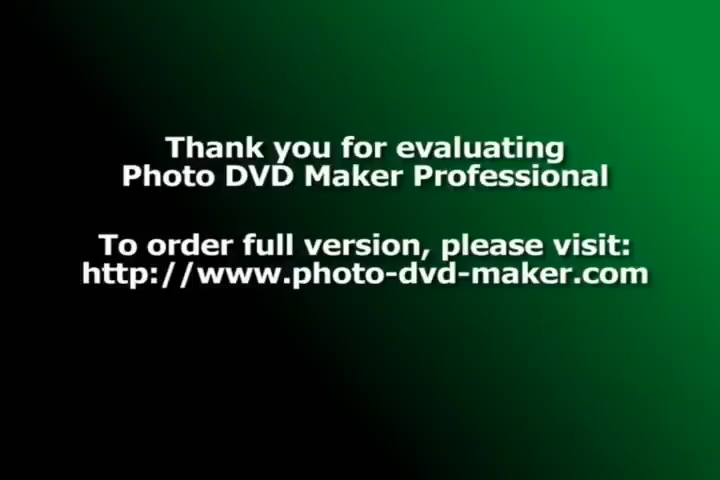 Thank you for evaluating
Photo DVD Maker Professional
To order full version, please visit:
http://www.photo-dvd-maker.com